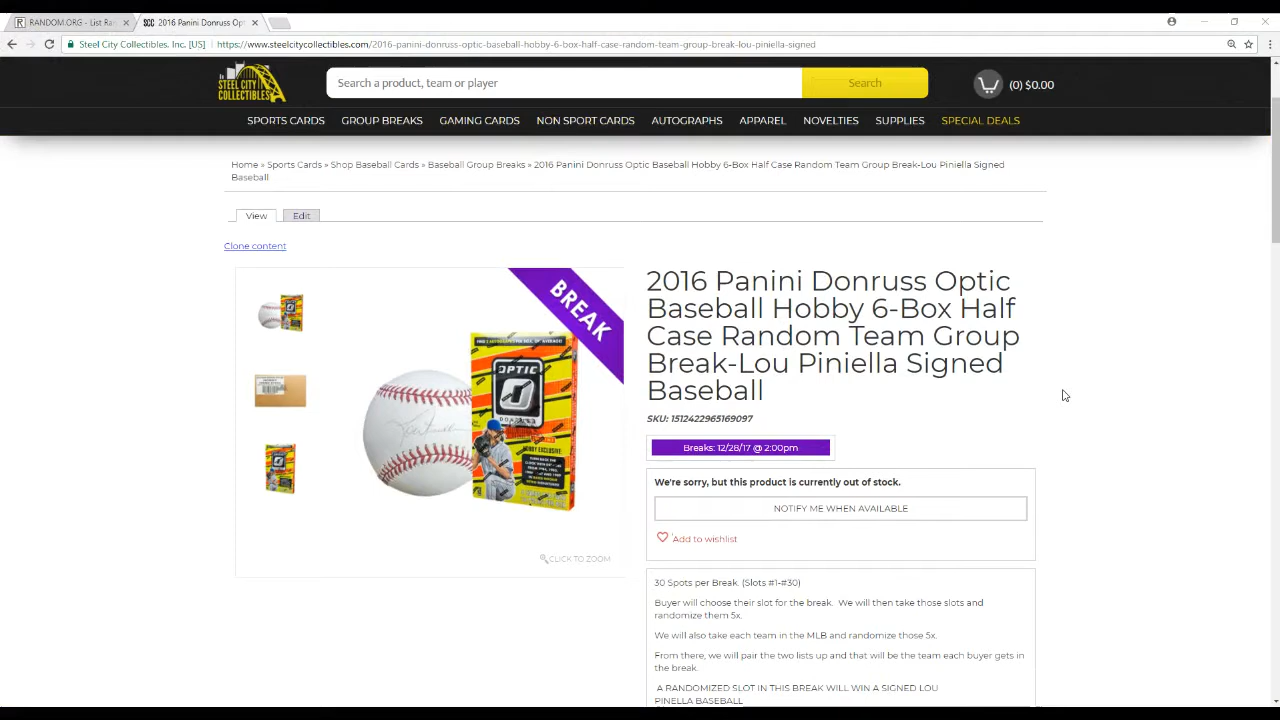 RANDOM.ORG - List Ra
2016 Panini Donruss Opt
Steel City Collectibles. Inc. [US]
https://www.steelcitycollectibles.com/2016-panini-donruss-optic-baseball-hobby-6-box-half-case-random-team-group-break-lou-piniella-signed
STEEL CITY
COLLECTIBLES
Search a product, team or player
Search
(0) $0.00
SPORTS CARDS GROUP BREAKS GAMING CARDS NON SPORT CARDS AUTOGRAPHS APPAREL NOVELTIES SUPPLIES SPECIAL DEALS
Home » Sports Cards » Shop Baseball Cards » Baseball Group Breaks » 2016 Panini Donruss Optic Baseball Hobby 6-Box Half Case Random Team Group Break-Lou Piniella Signed
Baseball
View Edit
Clone content
BREAK
OPTIC
CLICK TO ZOOM
2016 Panini Donruss Optic
Baseball Hobby 6-Box Half
Case Random Team Group
Break-Lou Piniella Signed
Baseball
SKU: 1512422965169097
Breaks: 12/28/17 @ 2:00pm
We're sorry, but this product is currently out of stock.
NOTIFY ME WHEN AVAILABLE
Add to wishlist
30 Spots per Break. (Slots #1-#30)
Buyer will choose their slot for the break. We will then take those slots and
randomize them 5x.
We will also take each team in the MLB and randomize those 5x.
From there, we will pair the two lists up and that will be the team each buyer gets in
the break.
A RANDOMIZED SLOT IN THIS BREAK WILL WIN A SIGNED LOU
PINELLA BASEBALL